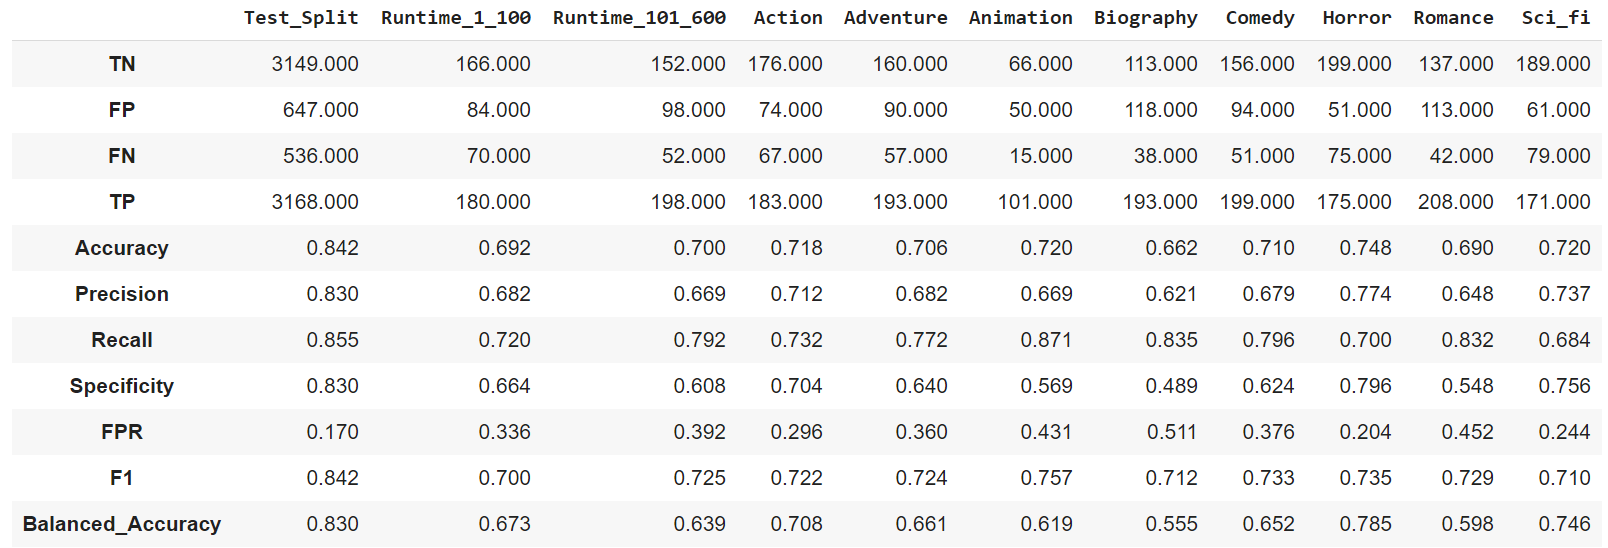 Test_Split Runtime_1_100 Runtime_101_600 Action Adventure Animation Biography Comedy Horror Romance Sci_fi
TN 3149.000 166.000 152.000 176.000 160.000 66.000 113.000 156.000 199.000 137.000 189.000
FP 647.000 84.000 98.000 74.000 90.000 50.000 118.000 94.000 51.000 113.000 61.000
FN 536.000 70.000 52.000 67.000 57.000 15.000 38.000 51.000 75.000 42.000 79.000
TP 3168.000 180.000 198.000 183.000 193.000 101.000 193.000 199.000 175.000 208.000 171.000
Accuracy 0.842 0.692 0.700 0.718 0.706 0.720 0.662 0.710 0.748 0.690 0.720
Precision 0.830 0.682 0.669 0.712 0.682 0.669 0.621 0.679 0.774 0.648 0.737
Recall 0.855 0.720 0.792 0.732 0.772 0.871 0.835 0.796 0.700 0.832 0.684
Specificity 0.830 0.664 0.608 0.704 0.640 0.569 0.489 0.624 0.796 0.548 0.756
FPR 0.170 0.336 0.392 0.296 0.360 0.431 0.511 0.376 0.204 0.452 0.244
F1 0.842 0.700 0.725 0.722 0.724 0.757 0.712 0.733 0.735 0.729 0.710
Balanced_Accuracy 0.830 0.673 0.639 0.708 0.661 0.619 0.555 0.652 0.785 0.598 0.746